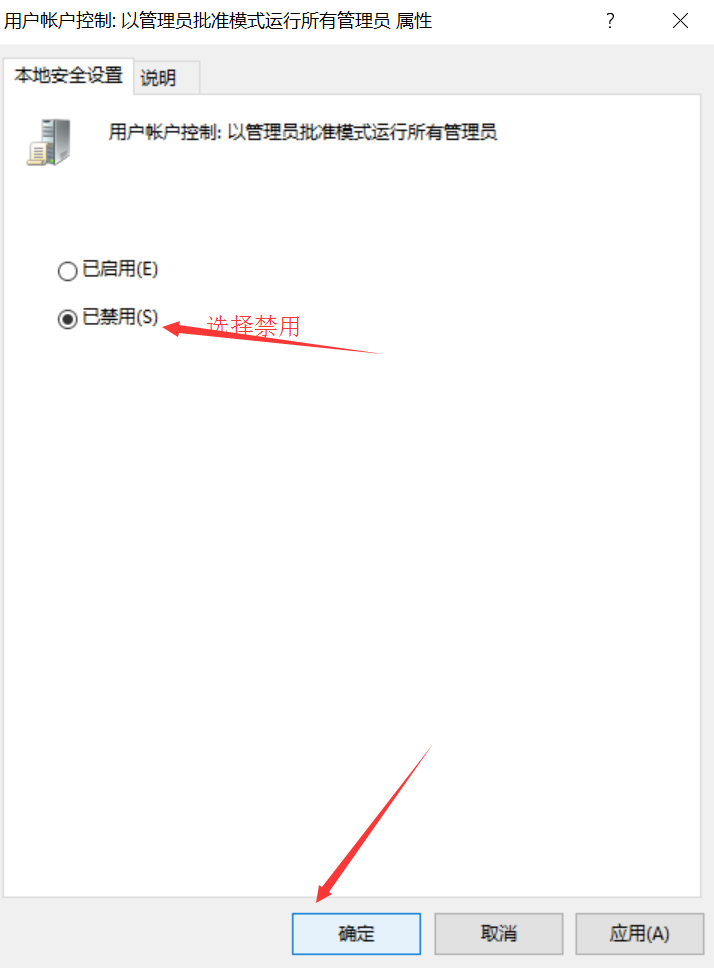 用户帐户控制: 以管理员批准模式运行所有管理员 属性
?
本地安全设置
说明
用户帐户控制: 以管理员批准模式运行所有管理员
已启用(E)
已禁用(S)
选择禁用
确定
取消
应用(A)